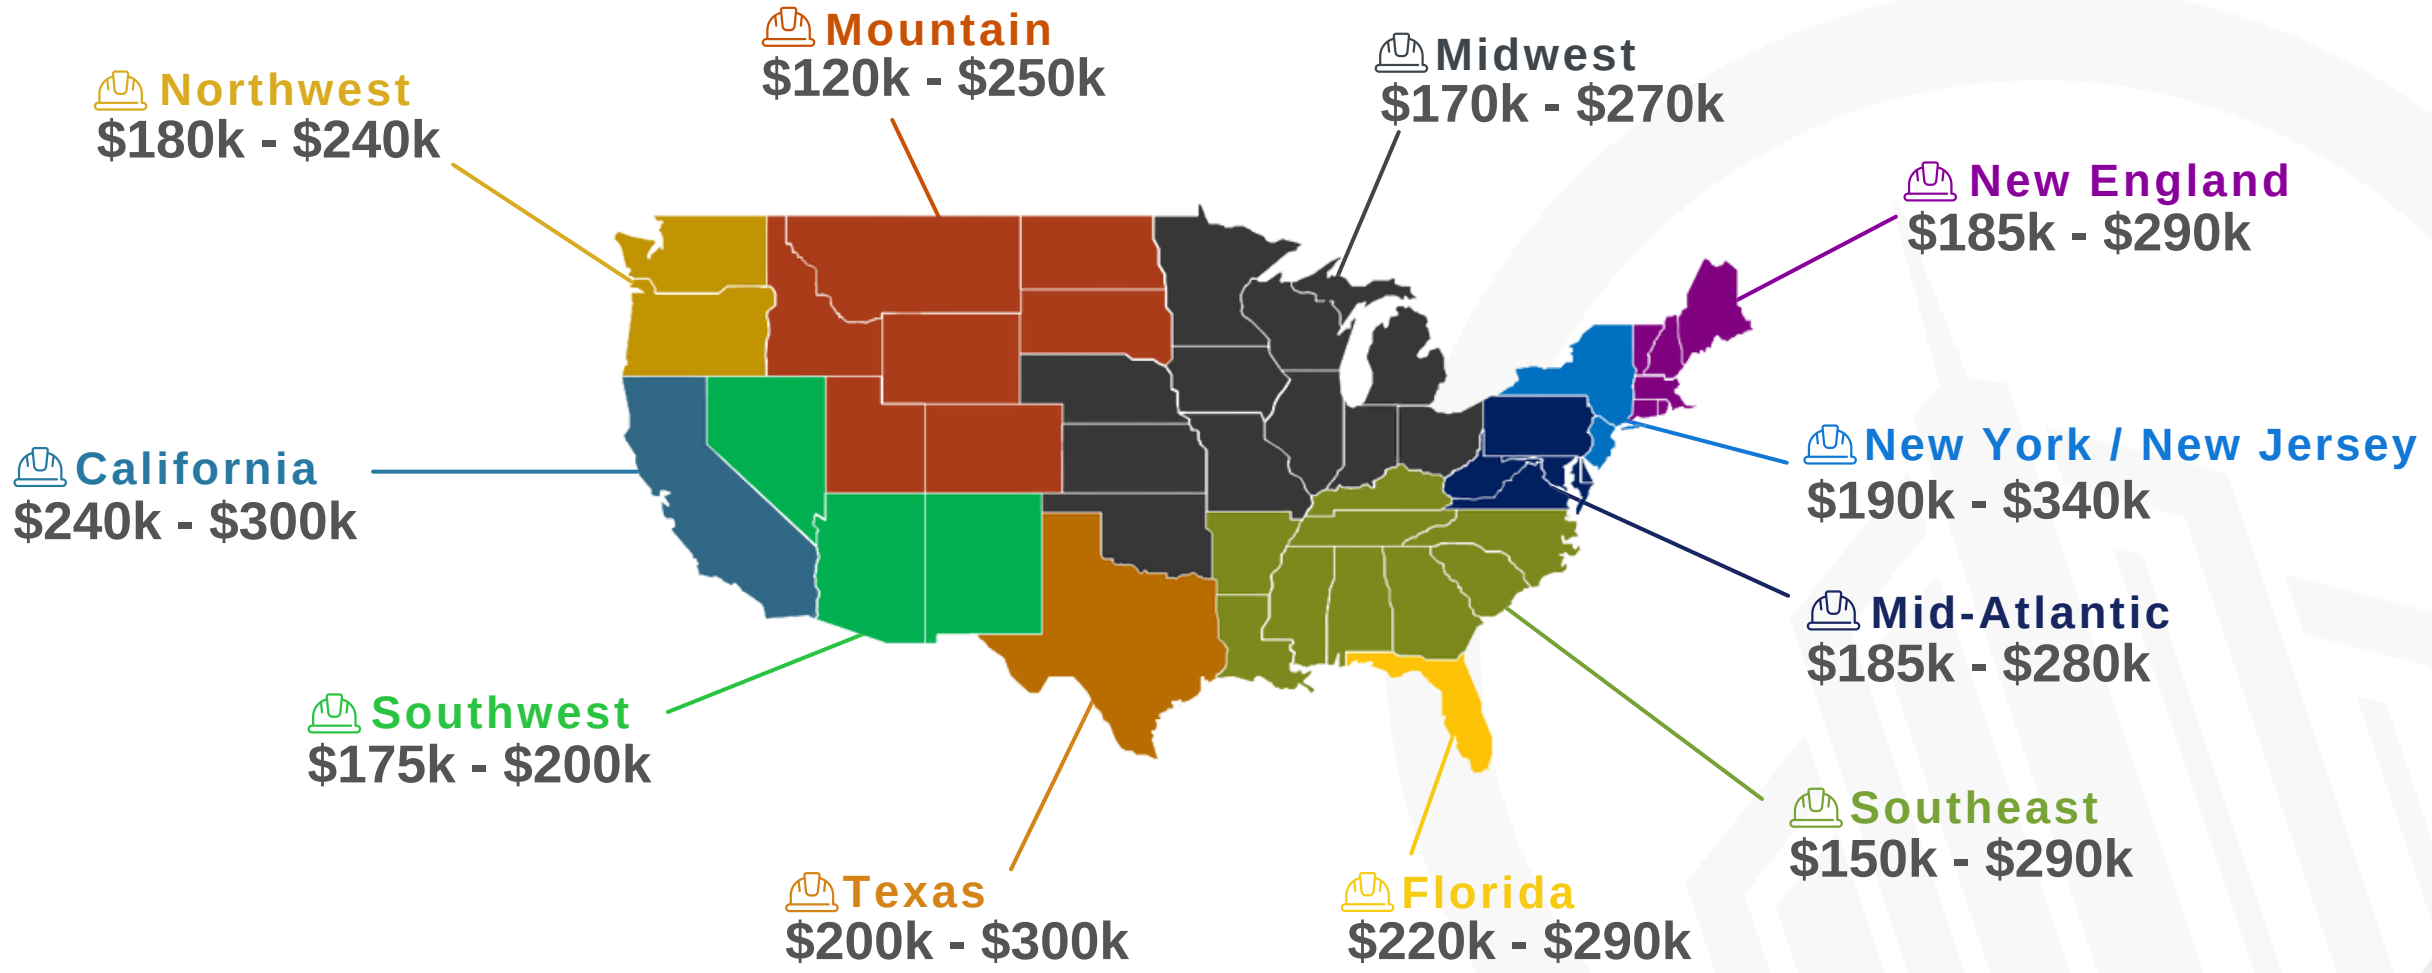 Mountain
$120k - $250k
Midwest
$170k - $270k
Northwest
$180k - $240k
New England
$185k - $290k
California
$240k - $300k
New York / New Jersey
$190k - $340k
Mid-Atlantic
$185k - $280k
Southwest
$175k - $200k
Southeast
$150k - $290k
Texas
$200k - $300k
Florida
$220k - $290k